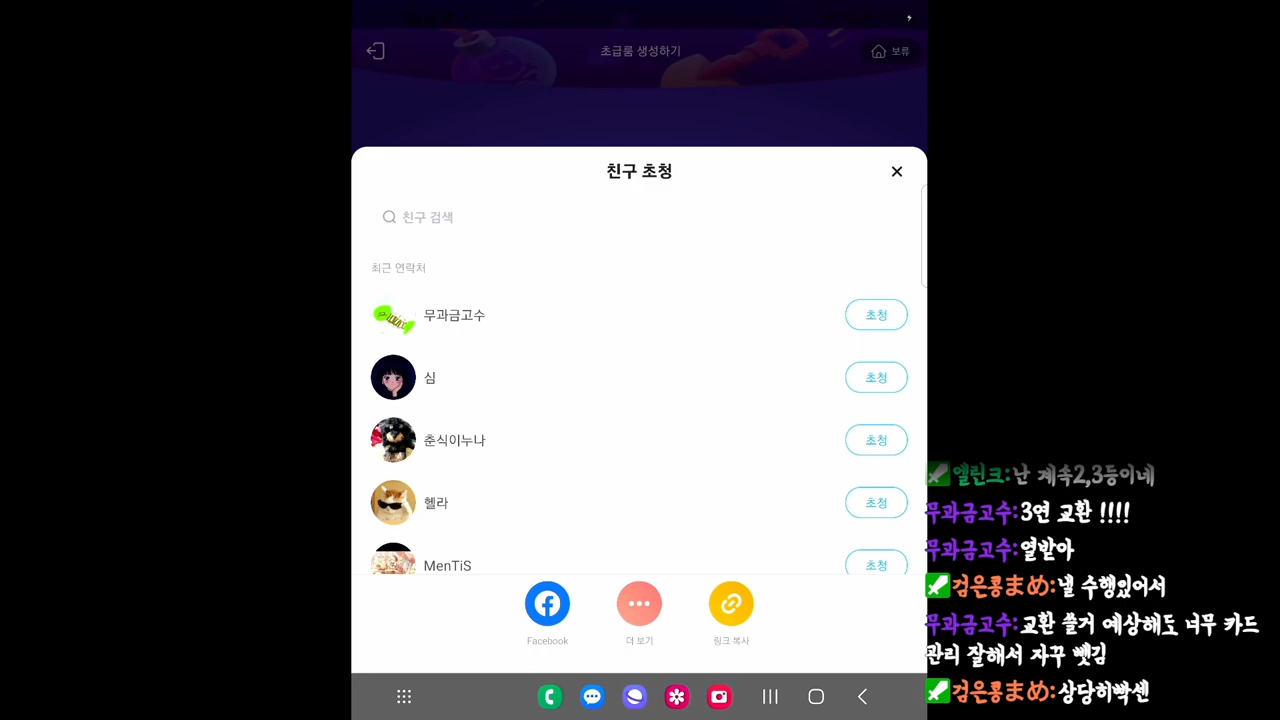 초급룸 생성하기
보류
친구 초청
친구 검색
최근 연락처
무과금고수
초청
심
초청
춘식이누나
초청
헬라
초청
MenTiS
초청
Facebook
더 보기
링크 복사
엘린크:난 계속2,3등이네
무과금고수:3연 교환 !!!!
무과금고수:열받아
검은콩まめ:낼 수행있어서
무과금고수:교환 쓸거 예상해도 너무 카드
관리 잘해서 자꾸 뺏김
검은콩まめ:상당히빡센